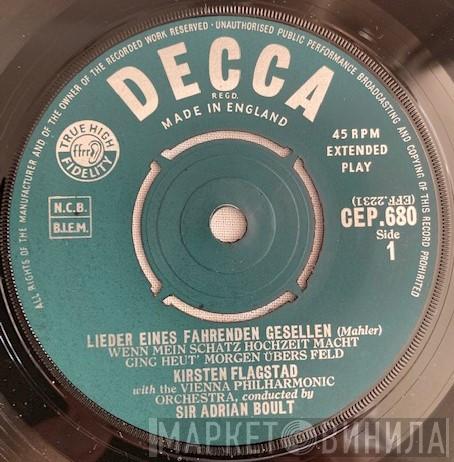 ALL RIGHTS OF THE MANUFACTURER AND OF THE OWNER OF THE RECORDED WORK RESERVED · UNAUTHORISED PUBLIC PERFORMANCE BROADCASTING AND COPYING OF THIS RECORD PROHIBITED
DECCA
REGD.
MADE IN ENGLAND
TRUE HIGH
ffrr
FIDELITY
45 RPM
EXTENDED
PLAY
N.C.B.
B.I.E.M.
(EPF.2231)
CEP.680
Side
1
LIEDER EINES FAHRENDEN GESELLEN (Mahler)
WENN MEIN SCHATZ HOCHZEIT MACHT
GING HEUT' MORGEN ÜBERS FELD
KIRSTEN FLAGSTAD
with the VIENNA PHILHARMONIC
ORCHESTRA, conducted by
SIR ADRIAN BOULT
МАРКЕТ ВИНИЛА